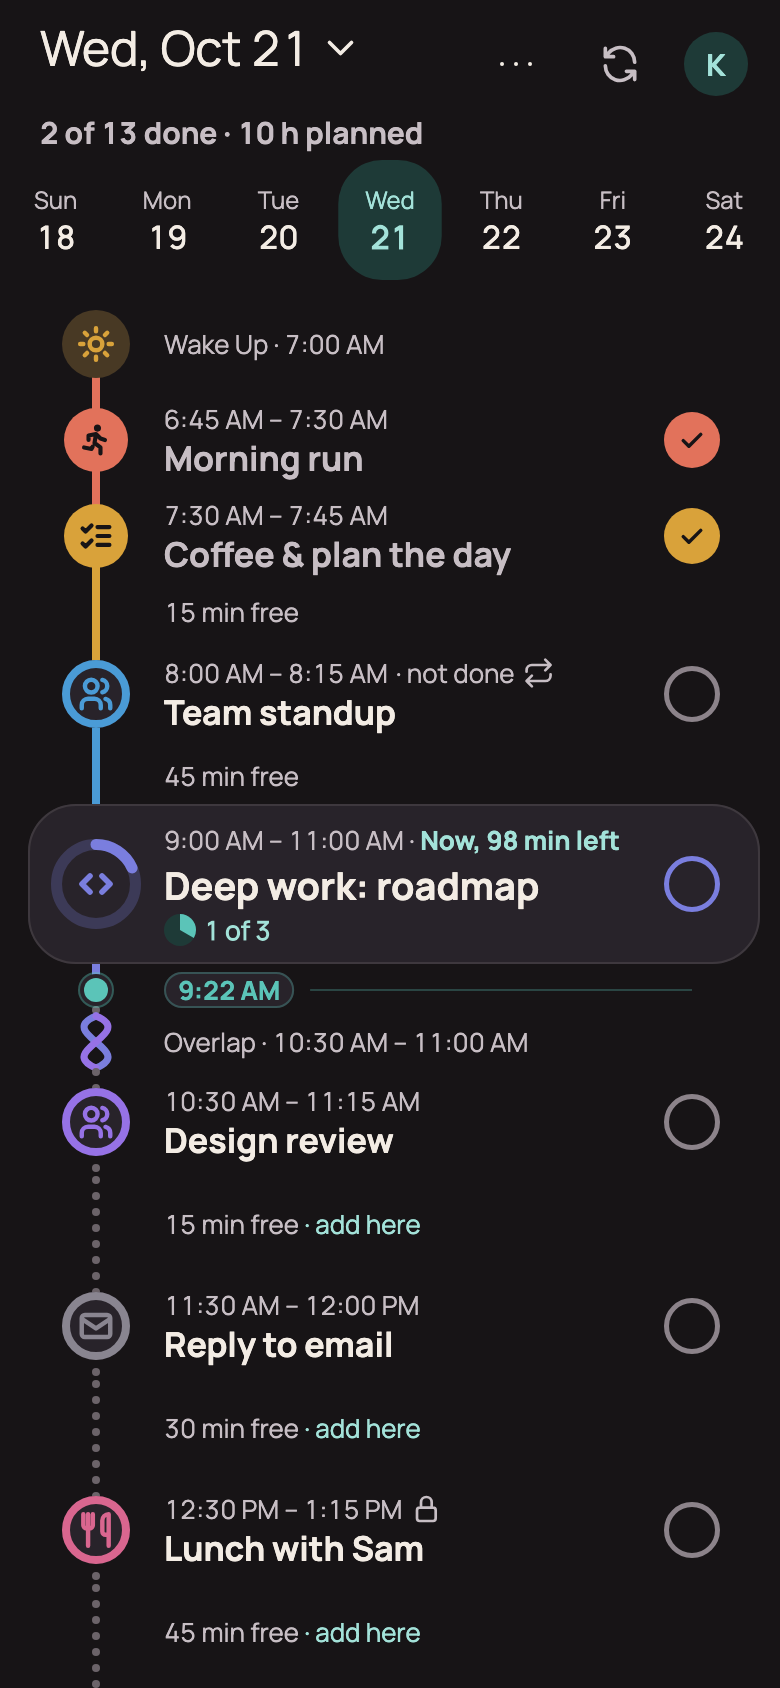 Wed, Oct 21
...
K
2 of 13 done · 10 h planned
Sun Mon Tue Wed Thu Fri Sat
18 19 20 21 22 23 24
Wake Up · 7:00 AM
6:45 AM – 7:30 AM
Morning run
7:30 AM – 7:45 AM
Coffee & plan the day
15 min free
8:00 AM – 8:15 AM · not done
Team standup
45 min free
9:00 AM – 11:00 AM · Now, 98 min left
Deep work: roadmap
1 of 3
9:22 AM
Overlap · 10:30 AM – 11:00 AM
10:30 AM – 11:15 AM
Design review
15 min free · add here
11:30 AM – 12:00 PM
Reply to email
30 min free · add here
12:30 PM – 1:15 PM
Lunch with Sam
45 min free · add here